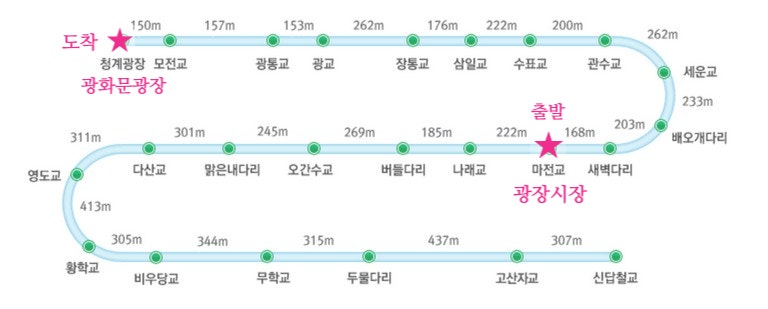 150m 157m 153m 262m 176m 222m 200m 262m
도착
청계광장 모전교 광통교 광교 장통교 삼일교 수표교 관수교 세운교
광화문광장
233m
출발
311m 301m 245m 269m 185m 222m 168m 203m 배오개다리
영도교 다산교 맑은내다리 오간수교 버들다리 나래교 마전교 새벽다리
광장시장
413m
305m 344m 315m 437m 307m
황학교 비우당교 무학교 두물다리 고산자교 신답철교